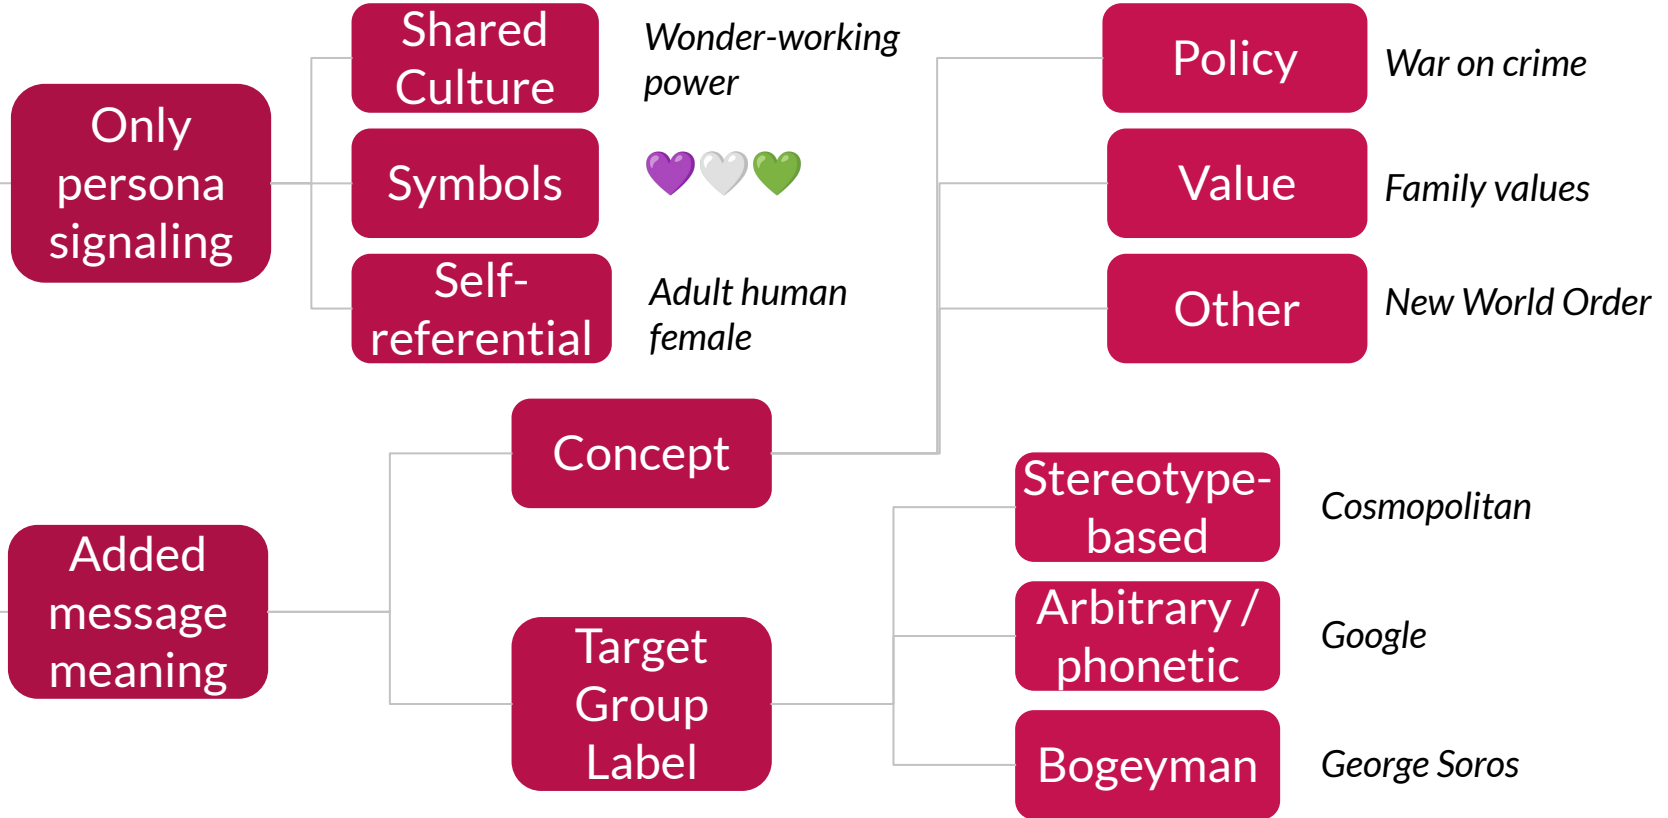 Only
persona
signaling
Shared
Culture
Wonder-working
power
Symbols
💜🤍💚
Self-
referential
Adult human
female
Policy
War on crime
Value
Family values
Other
New World Order
Added
message
meaning
Concept
Target
Group
Label
Stereotype-
based
Cosmopolitan
Arbitrary /
phonetic
Google
Bogeyman
George Soros